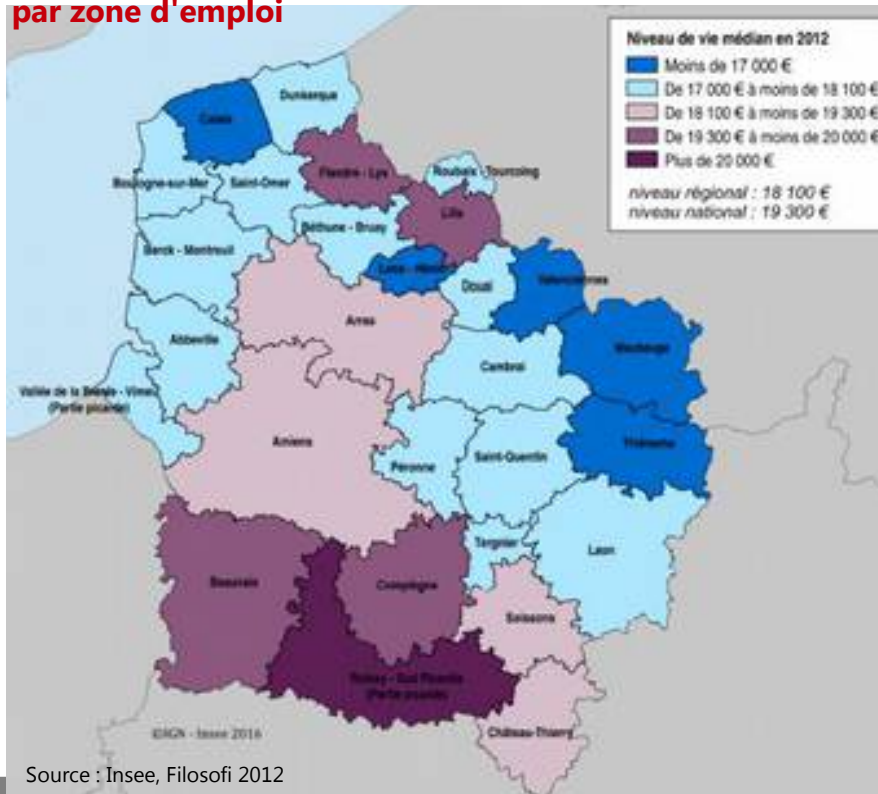 par zone d'emploi
Niveau de vie médian en 2012
Moins de 17 000 €
De 17 000 € à moins de 18 100 €
De 18 100 € à moins de 19 300 €
De 19 300 € à moins de 20 000 €
Plus de 20 000 €
niveau régional : 18 100 €
niveau national : 19 300 €
Dunkerque
Calais
Flandre - Lys
Roubaix - Tourcoing
Boulogne-sur-Mer
Saint-Omer
Lille
Béthune - Bruay
Berck - Montreuil
Lens - Hénin
Douai
Valenciennes
Arras
Abbeville
Maubeuge
Cambrai
Vallée de la Bresle - Vimeu
(Partie picarde)
Amiens
Thiérache
Péronne
Saint-Quentin
Tergnier
Laon
Beauvais
Compiègne
Soissons
Roissy - Sud Picardie
(Partie picarde)
Château-Thierry
©IGN - Insee 2016
Source : Insee, Filosofi 2012